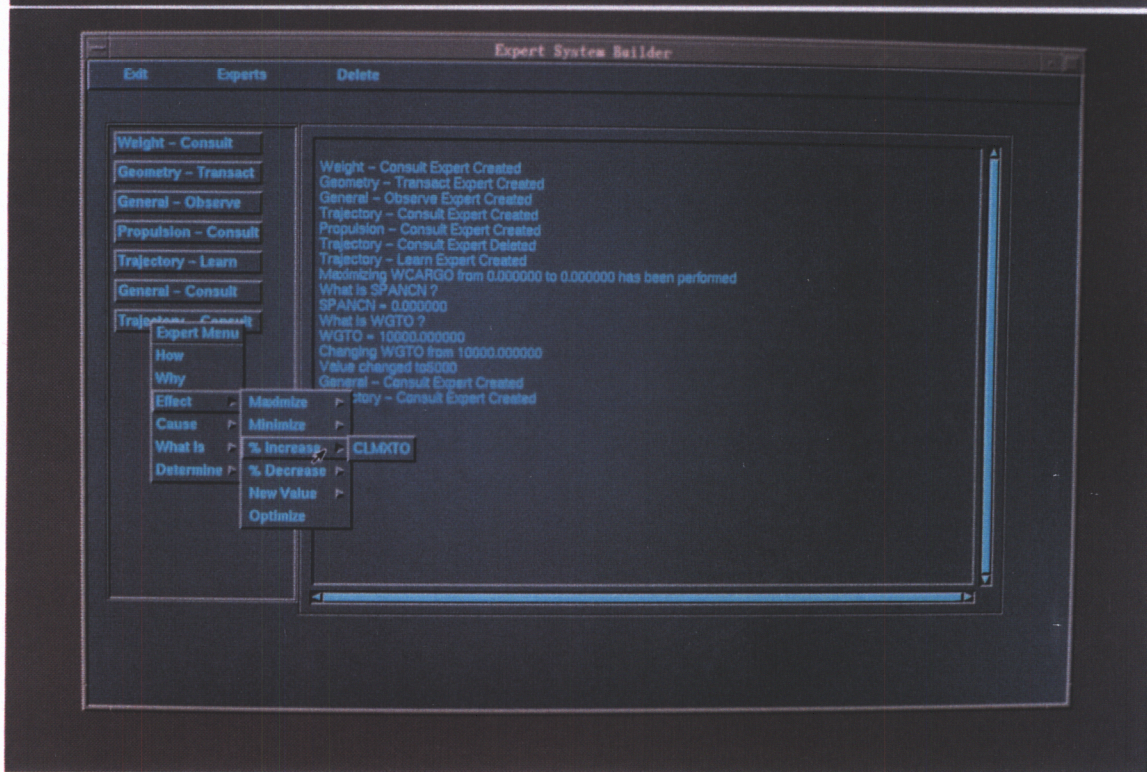 Expert System Builder
Exit Experts Delete
Weight – Consult
Geometry – Transact
General – Observe
Propulsion – Consult
Trajectory – Learn
General – Consult
Trajectory – Consult
Expert Menu
How
Why
Effect
Cause
What Is
Determine
Maximize
Minimize
% Increase
% Decrease
New Value
Optimize
CLMXTO
Weight – Consult Expert Created
Geometry – Transact Expert Created
General – Observe Expert Created
Trajectory – Consult Expert Created
Propulsion – Consult Expert Created
Trajectory – Consult Expert Deleted
Trajectory – Learn Expert Created
Maximizing WCARGO from 0.000000 to 0.000000 has been performed
What is SPANCN ?
SPANCN = 0.000000
What is WGTO ?
WGTO = 10000.000000
Changing WGTO from 10000.000000
Value changed to5000
General – Consult Expert Created
ctory – Consult Expert Created